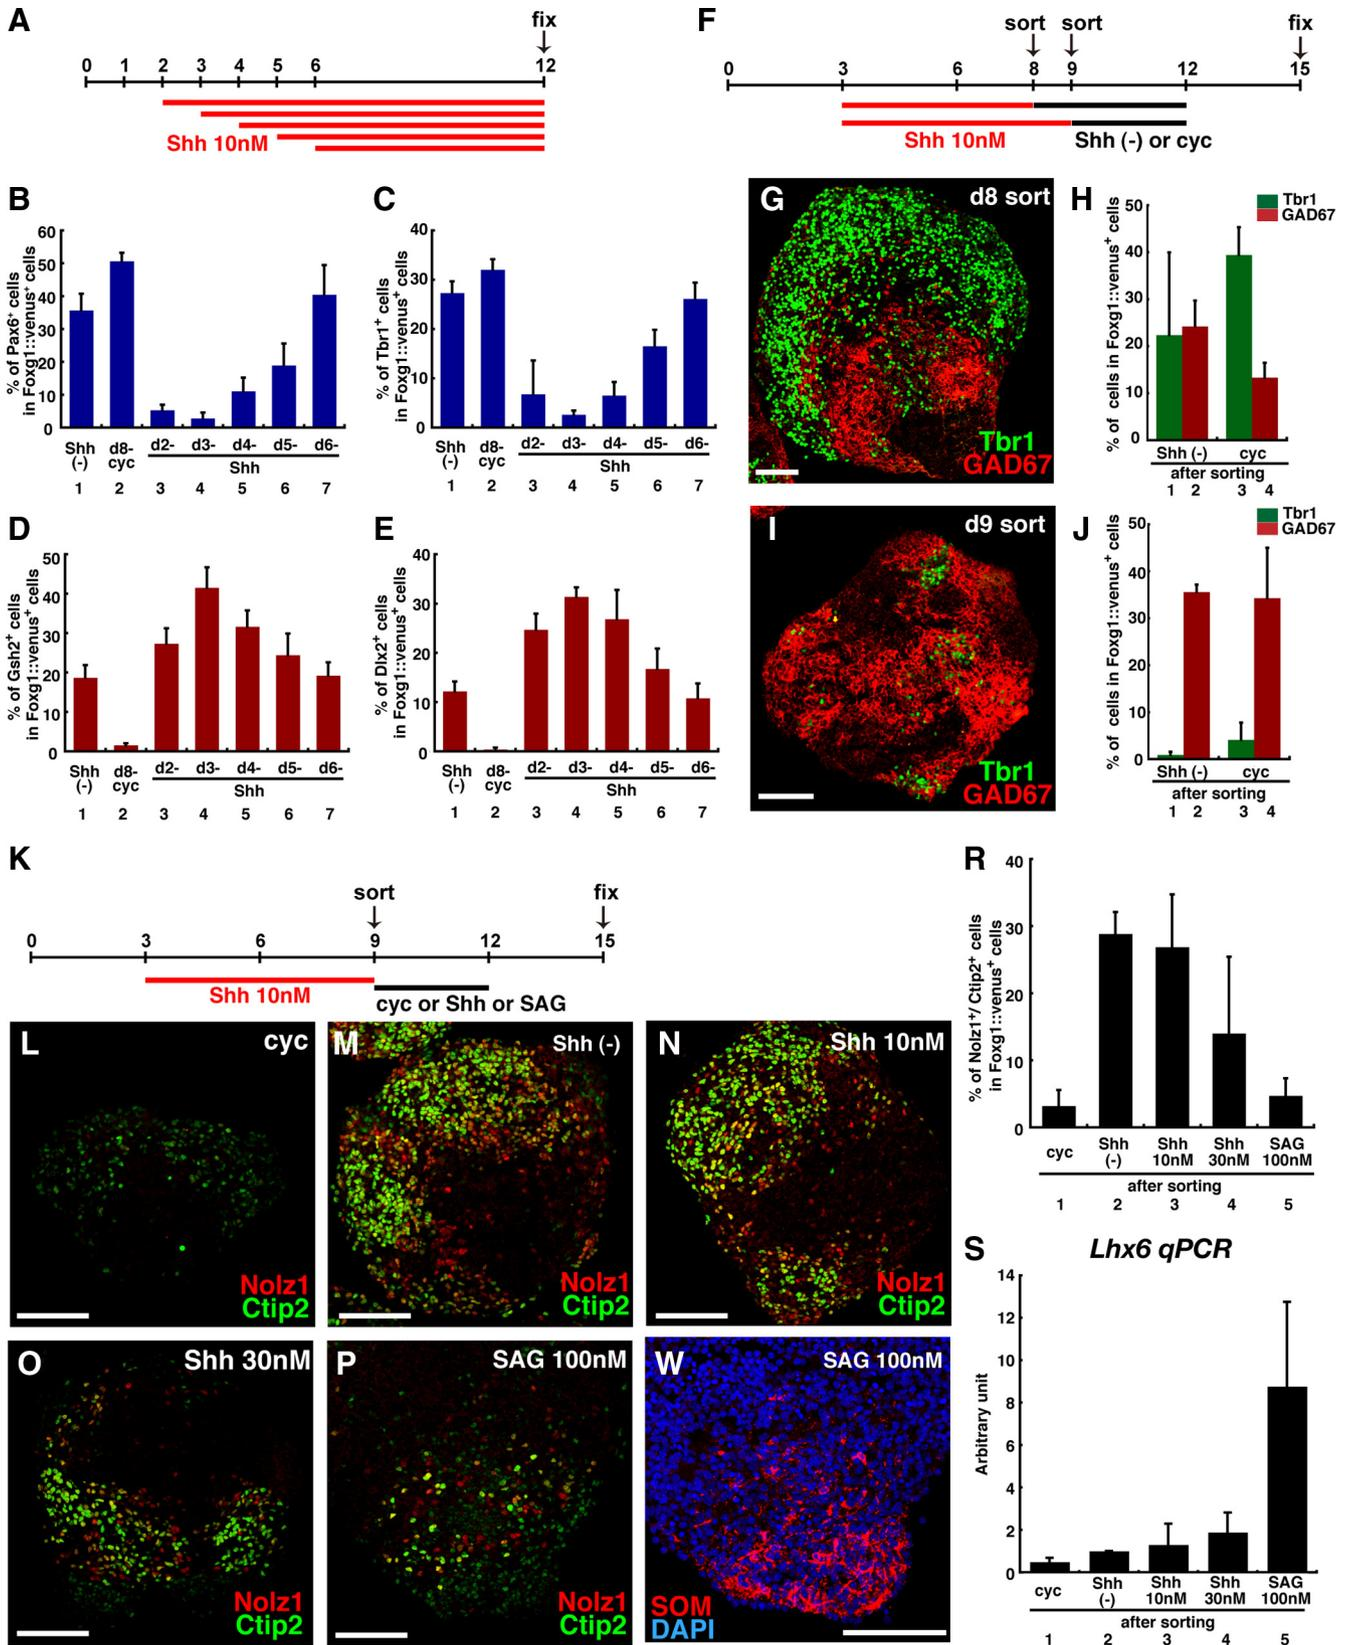 A
fix
0 1 2 3 4 5 6 12
Shh 10nM
F
sort sort fix
0 3 6 8 9 12 15
Shh 10nM Shh (-) or cyc
B
% of Pax6+ cells
in Foxg1::venus+ cells
60
50
40
30
20
10
0
Shh (-) d8-cyc d2- d3- d4- d5- d6-
Shh
1 2 3 4 5 6 7
C
% of Tbr1+ cells
in Foxg1::venus+ cells
40
30
20
10
0
Shh (-) d8-cyc d2- d3- d4- d5- d6-
Shh
1 2 3 4 5 6 7
G
d8 sort
Tbr1
GAD67
H
Tbr1
GAD67
% of cells in Foxg1::venus+ cells
50
40
30
20
10
0
Shh (-) cyc
after sorting
1 2 3 4
D
% of Gsh2+ cells
in Foxg1::venus+ cells
50
40
30
20
10
0
Shh (-) d8-cyc d2- d3- d4- d5- d6-
Shh
1 2 3 4 5 6 7
E
% of Dlx2+ cells
in Foxg1::venus+ cells
40
30
20
10
0
Shh (-) d8-cyc d2- d3- d4- d5- d6-
Shh
1 2 3 4 5 6 7
I
d9 sort
Tbr1
GAD67
J
Tbr1
GAD67
% of cells in Foxg1::venus+ cells
50
40
30
20
10
0
Shh (-) cyc
after sorting
1 2 3 4
K
sort fix
0 3 6 9 12 15
Shh 10nM
cyc or Shh or SAG
L
cyc
Nolz1
Ctip2
M
Shh (-)
Nolz1
Ctip2
N
Shh 10nM
Nolz1
Ctip2
R
% of Nolz1+/ Ctip2+ cells
in Foxg1::venus+ cells
40
30
20
10
0
cyc Shh (-) Shh 10nM Shh 30nM SAG 100nM
after sorting
1 2 3 4 5
O
Shh 30nM
Nolz1
Ctip2
P
SAG 100nM
Nolz1
Ctip2
W
SAG 100nM
SOM
DAPI
S
Lhx6 qPCR
Arbitrary unit
14
12
10
8
6
4
2
0
cyc Shh (-) Shh 10nM Shh 30nM SAG 100nM
after sorting
1 2 3 4 5